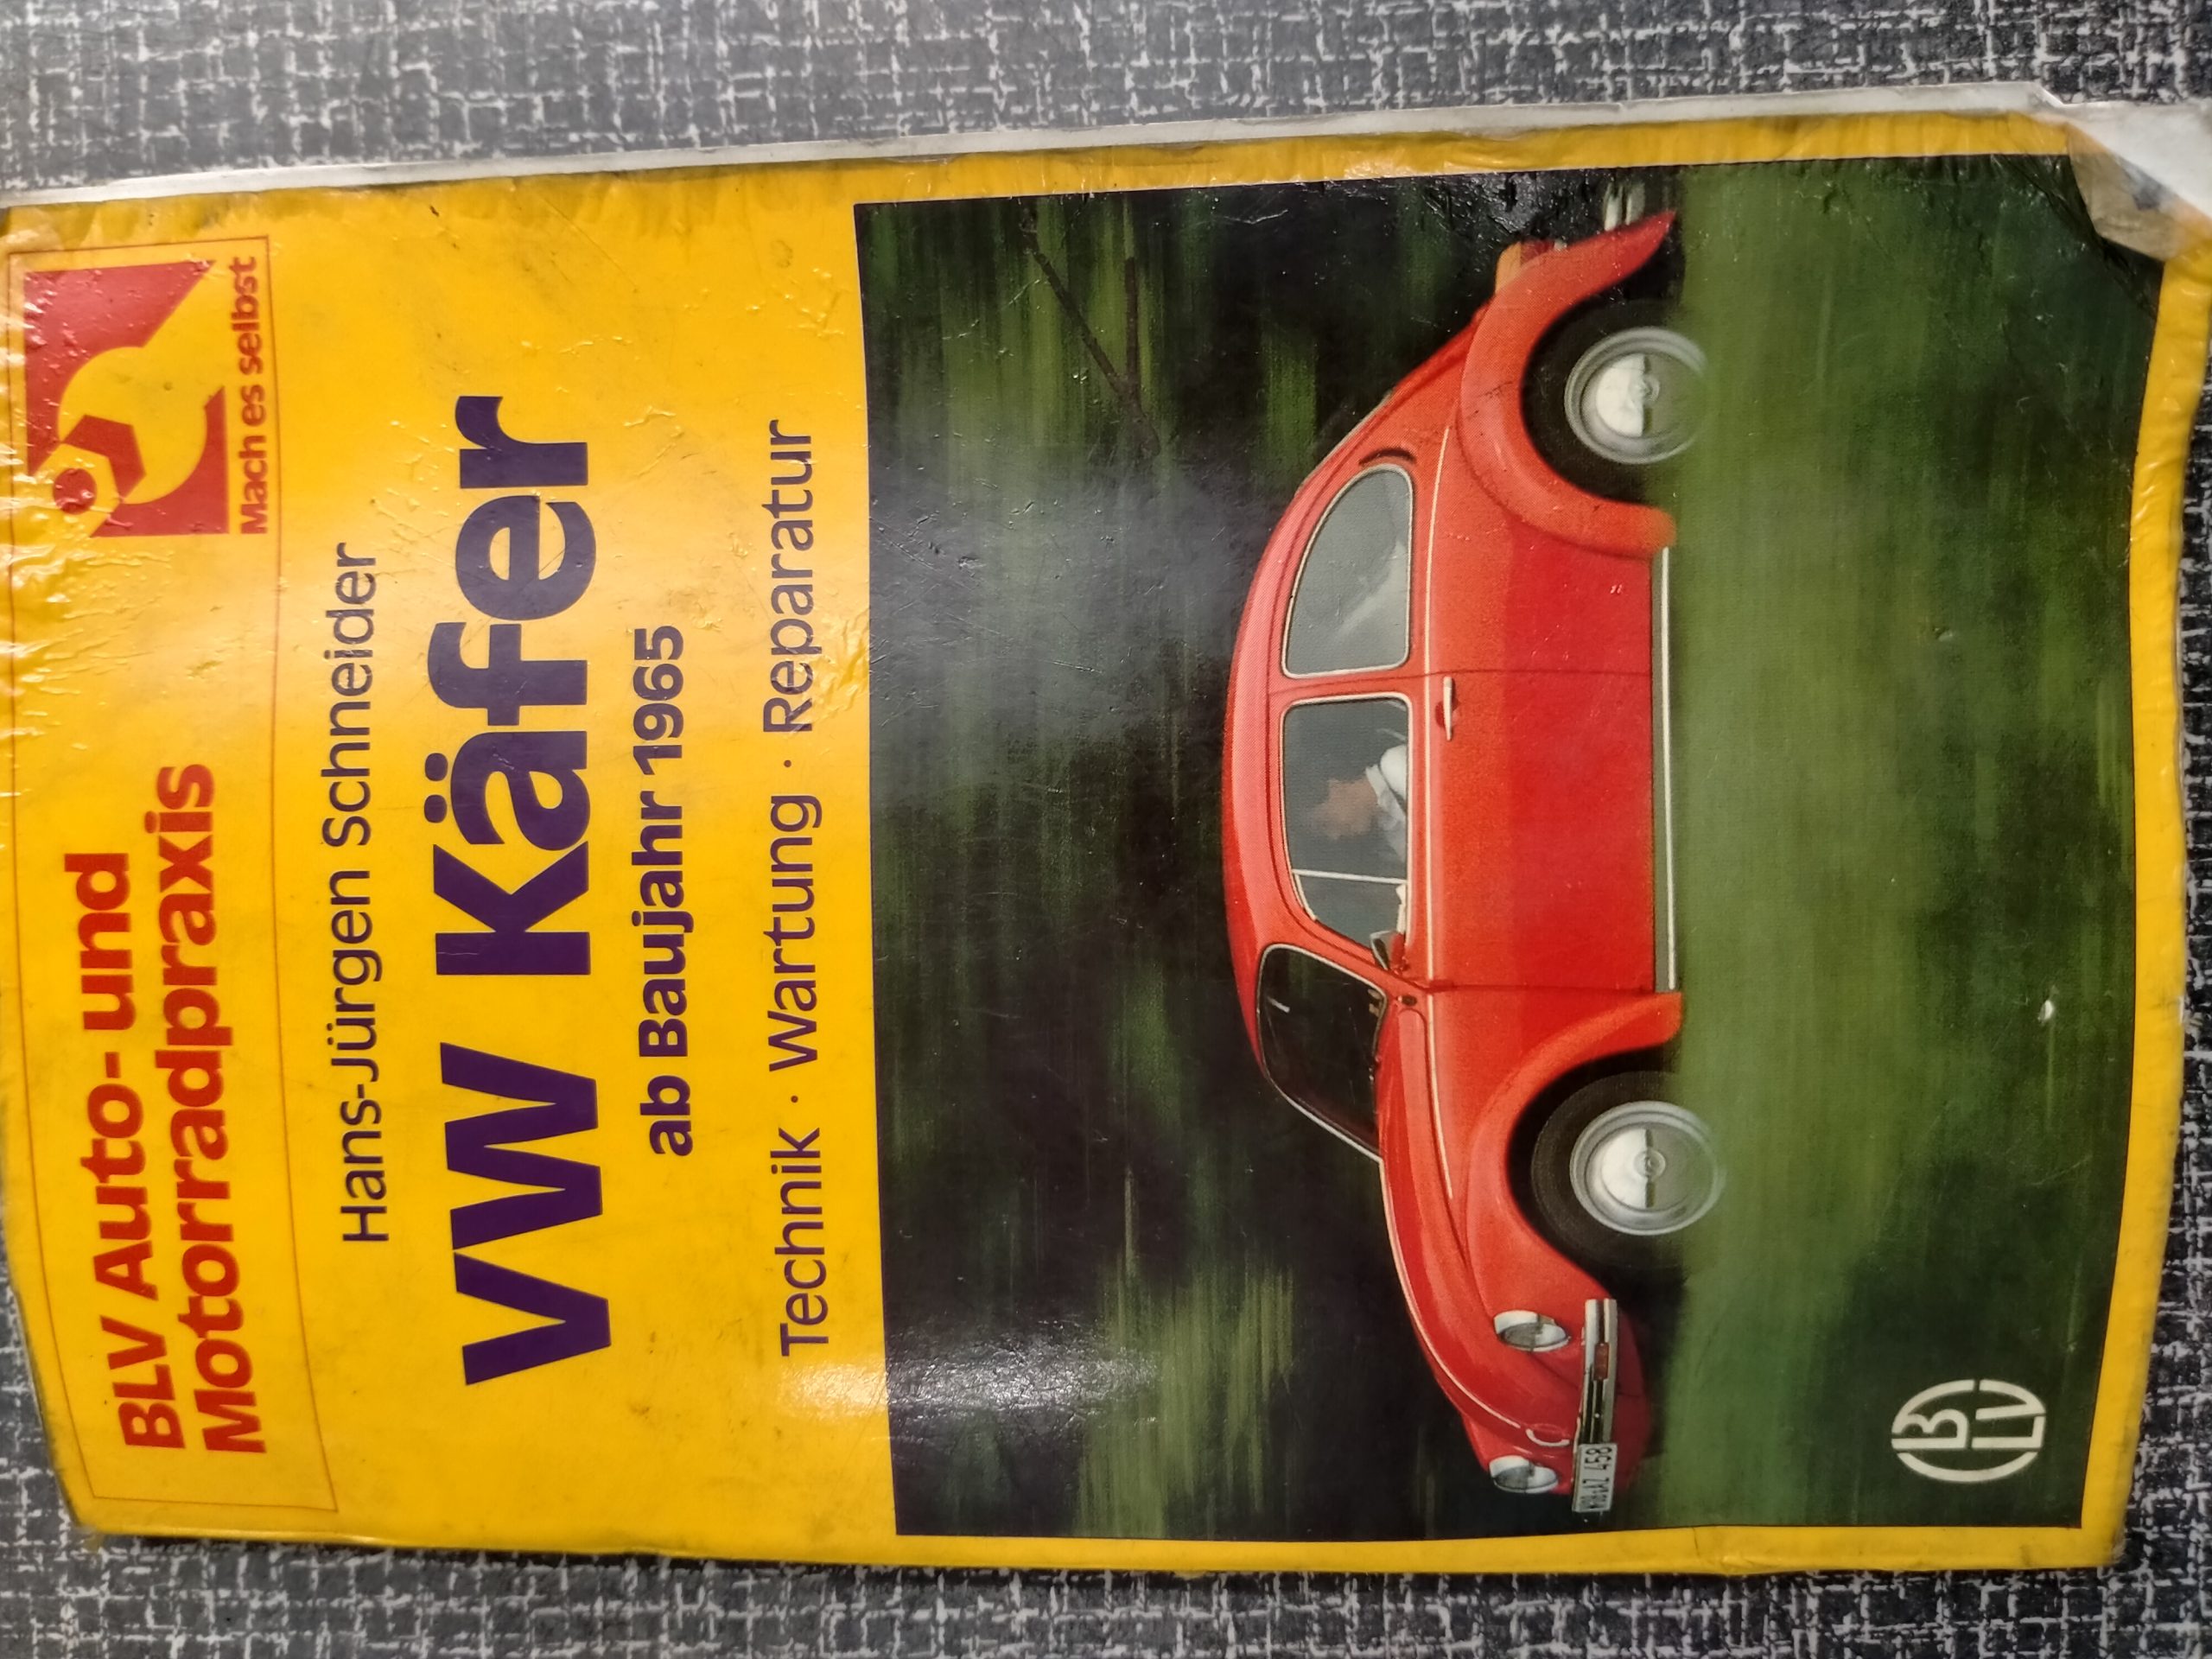 BLV Auto- und
Motorradpraxis
Mach es selbst
Hans-Jürgen Schneider
VW Käfer
ab Baujahr 1965
Technik · Wartung · Reparatur
458
BLV